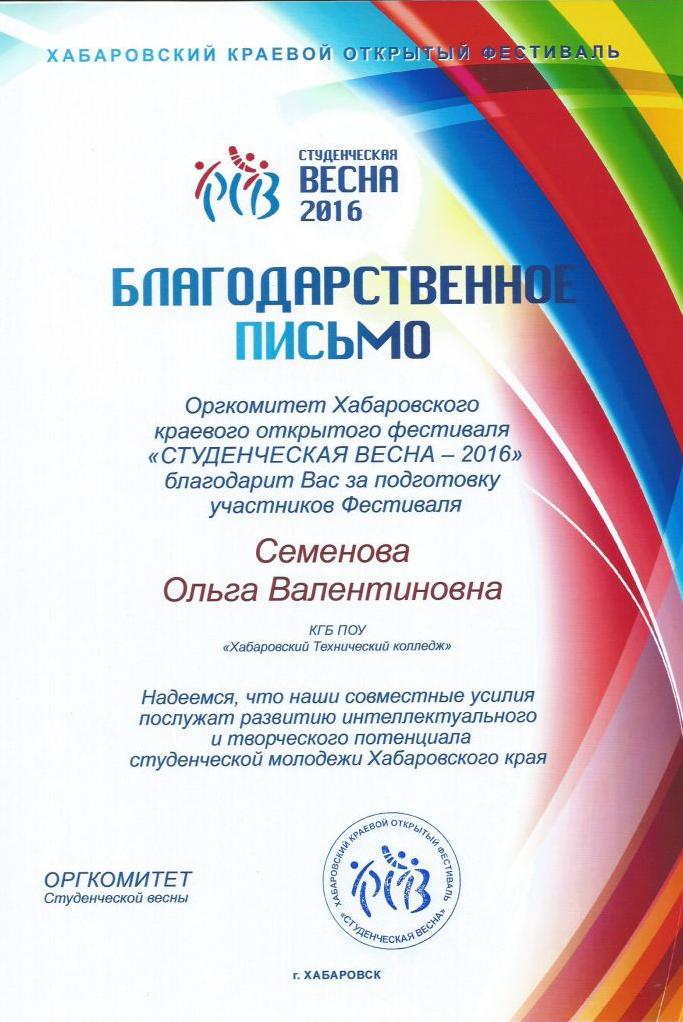 ХАБАРОВСКИЙ КРАЕВОЙ ОТКРЫТЫЙ ФЕСТИВАЛЬ
СТУДЕНЧЕСКАЯ
ВЕСНА
2016
БЛАГОДАРСТВЕННОЕ
ПИСЬМО
Оргкомитет Хабаровского
краевого открытого фестиваля
«СТУДЕНЧЕСКАЯ ВЕСНА – 2016»
благодарит Вас за подготовку
участников Фестиваля
Семенова
Ольга Валентиновна
КГБ ПОУ
«Хабаровский Технический колледж»
Надеемся, что наши совместные усилия
послужат развитию интеллектуального
и творческого потенциала
студенческой молодежи Хабаровского края
ХАБАРОВСКИЙ КРАЕВОЙ ОТКРЫТЫЙ ФЕСТИВАЛЬ
«СТУДЕНЧЕСКАЯ ВЕСНА»
ОРГКОМИТЕТ
Студенческой весны
г. ХАБАРОВСК